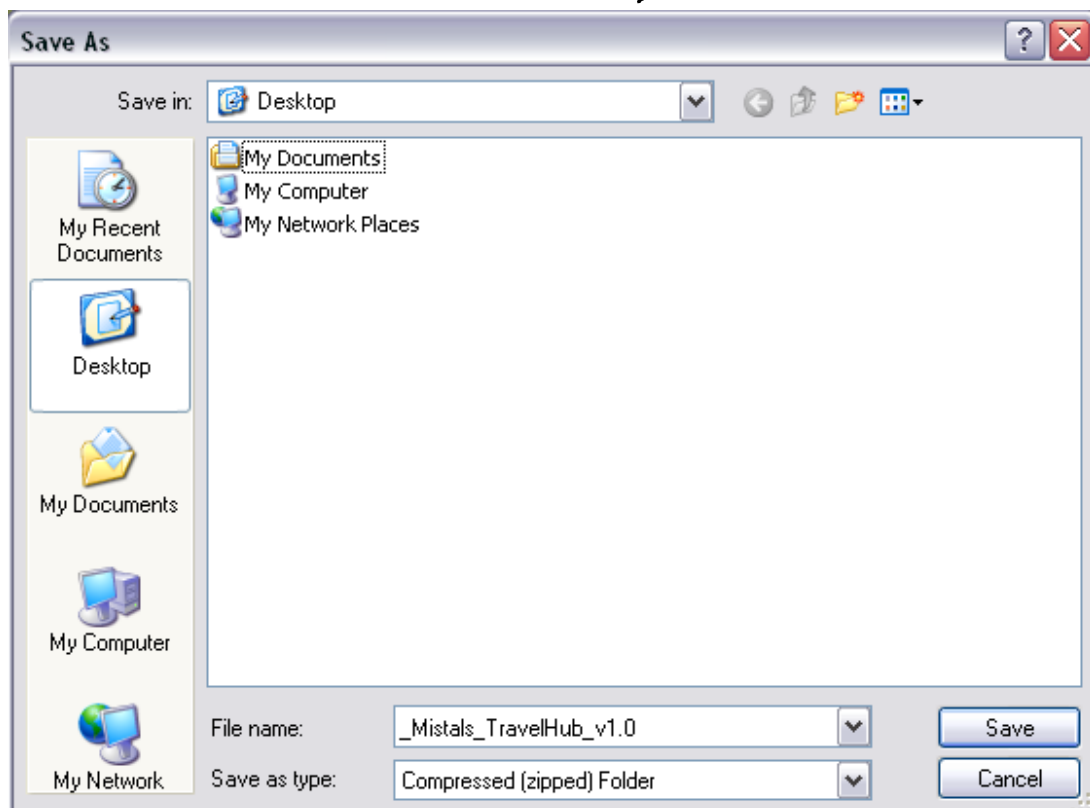 Save As
Save in:
Desktop
My Documents
My Computer
My Network Places
My Recent
Documents
Desktop
My Documents
My Computer
My Network
File name:
_Mistals_TravelHub_v1.0
Save
Save as type:
Compressed (zipped) Folder
Cancel